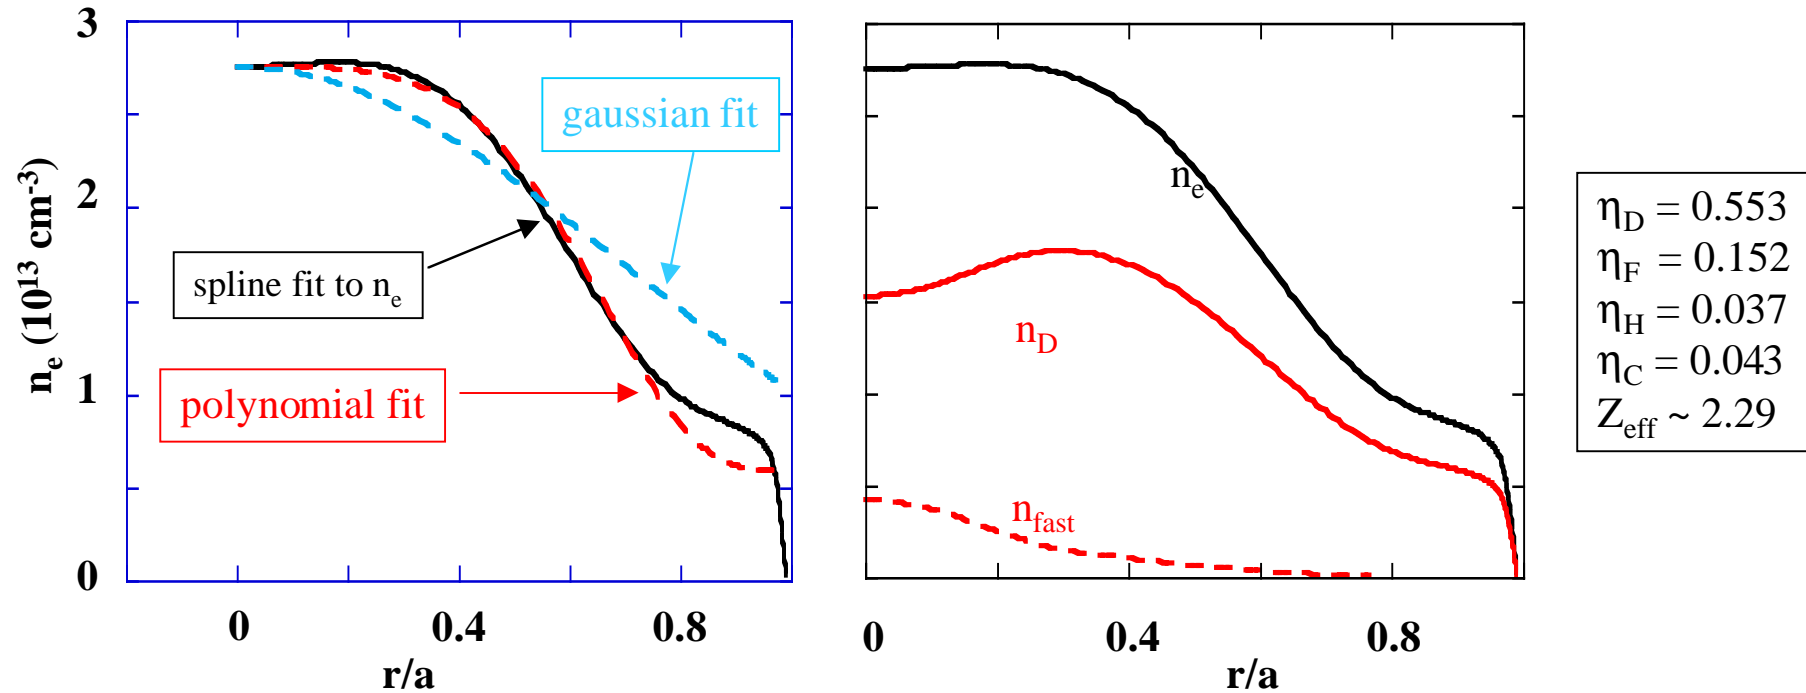 3
2
1
0
n_e (10^13 cm^-3)
gaussian fit
spline fit to n_e
polynomial fit
0 0.4 0.8
r/a
n_e
n_D
n_fast
0 0.4 0.8
r/a
η_D = 0.553
η_F = 0.152
η_H = 0.037
η_C = 0.043
Z_eff ~ 2.29